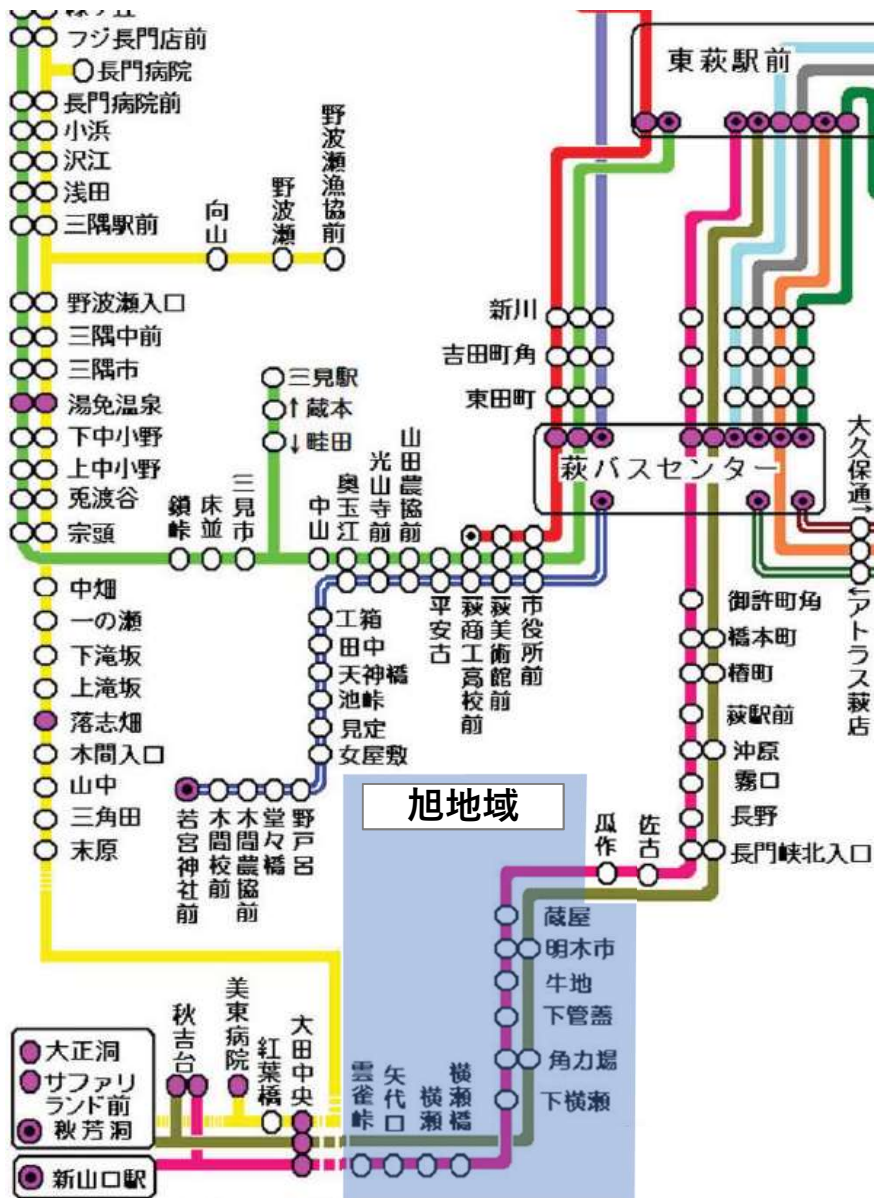 フジ長門店前
長門病院
長門病院前
小浜
沢江
浅田
三隅駅前
向山
野波瀬
野波瀬漁協前
野波瀬入口
三隅中前
三隅市
湯免温泉
下中小野
上中小野
兎渡谷
宗頭
中畑
一の瀬
下滝坂
上滝坂
落志畑
木間入口
山中
三角田
末原
三見駅
↑蔵本
↓畦田
鎖峠
床並
三見市
中山
奥玉江
光山寺前
山田農協前
平安古
萩商工高校前
萩美術館前
市役所前
工箱
田中
天神橋
池峠
見定
女屋敷
野戸呂
堂々橋
木間農協前
木間校前
若宮神社前
東萩駅前
新川
吉田町角
東田町
萩バスセンター
大久保通→
←アトラス萩店
御許町角
橋本町
椿町
萩駅前
沖原
霧口
長野
長門峡北入口
佐古
瓜作
旭地域
蔵屋
明木市
牛地
下管蓋
角力場
下横瀬
横瀬橋
横瀬
矢代口
雲雀峠
大田中央
紅葉橋
美東病院
秋吉台
大正洞
サファリ
ランド前
秋芳洞
新山口駅